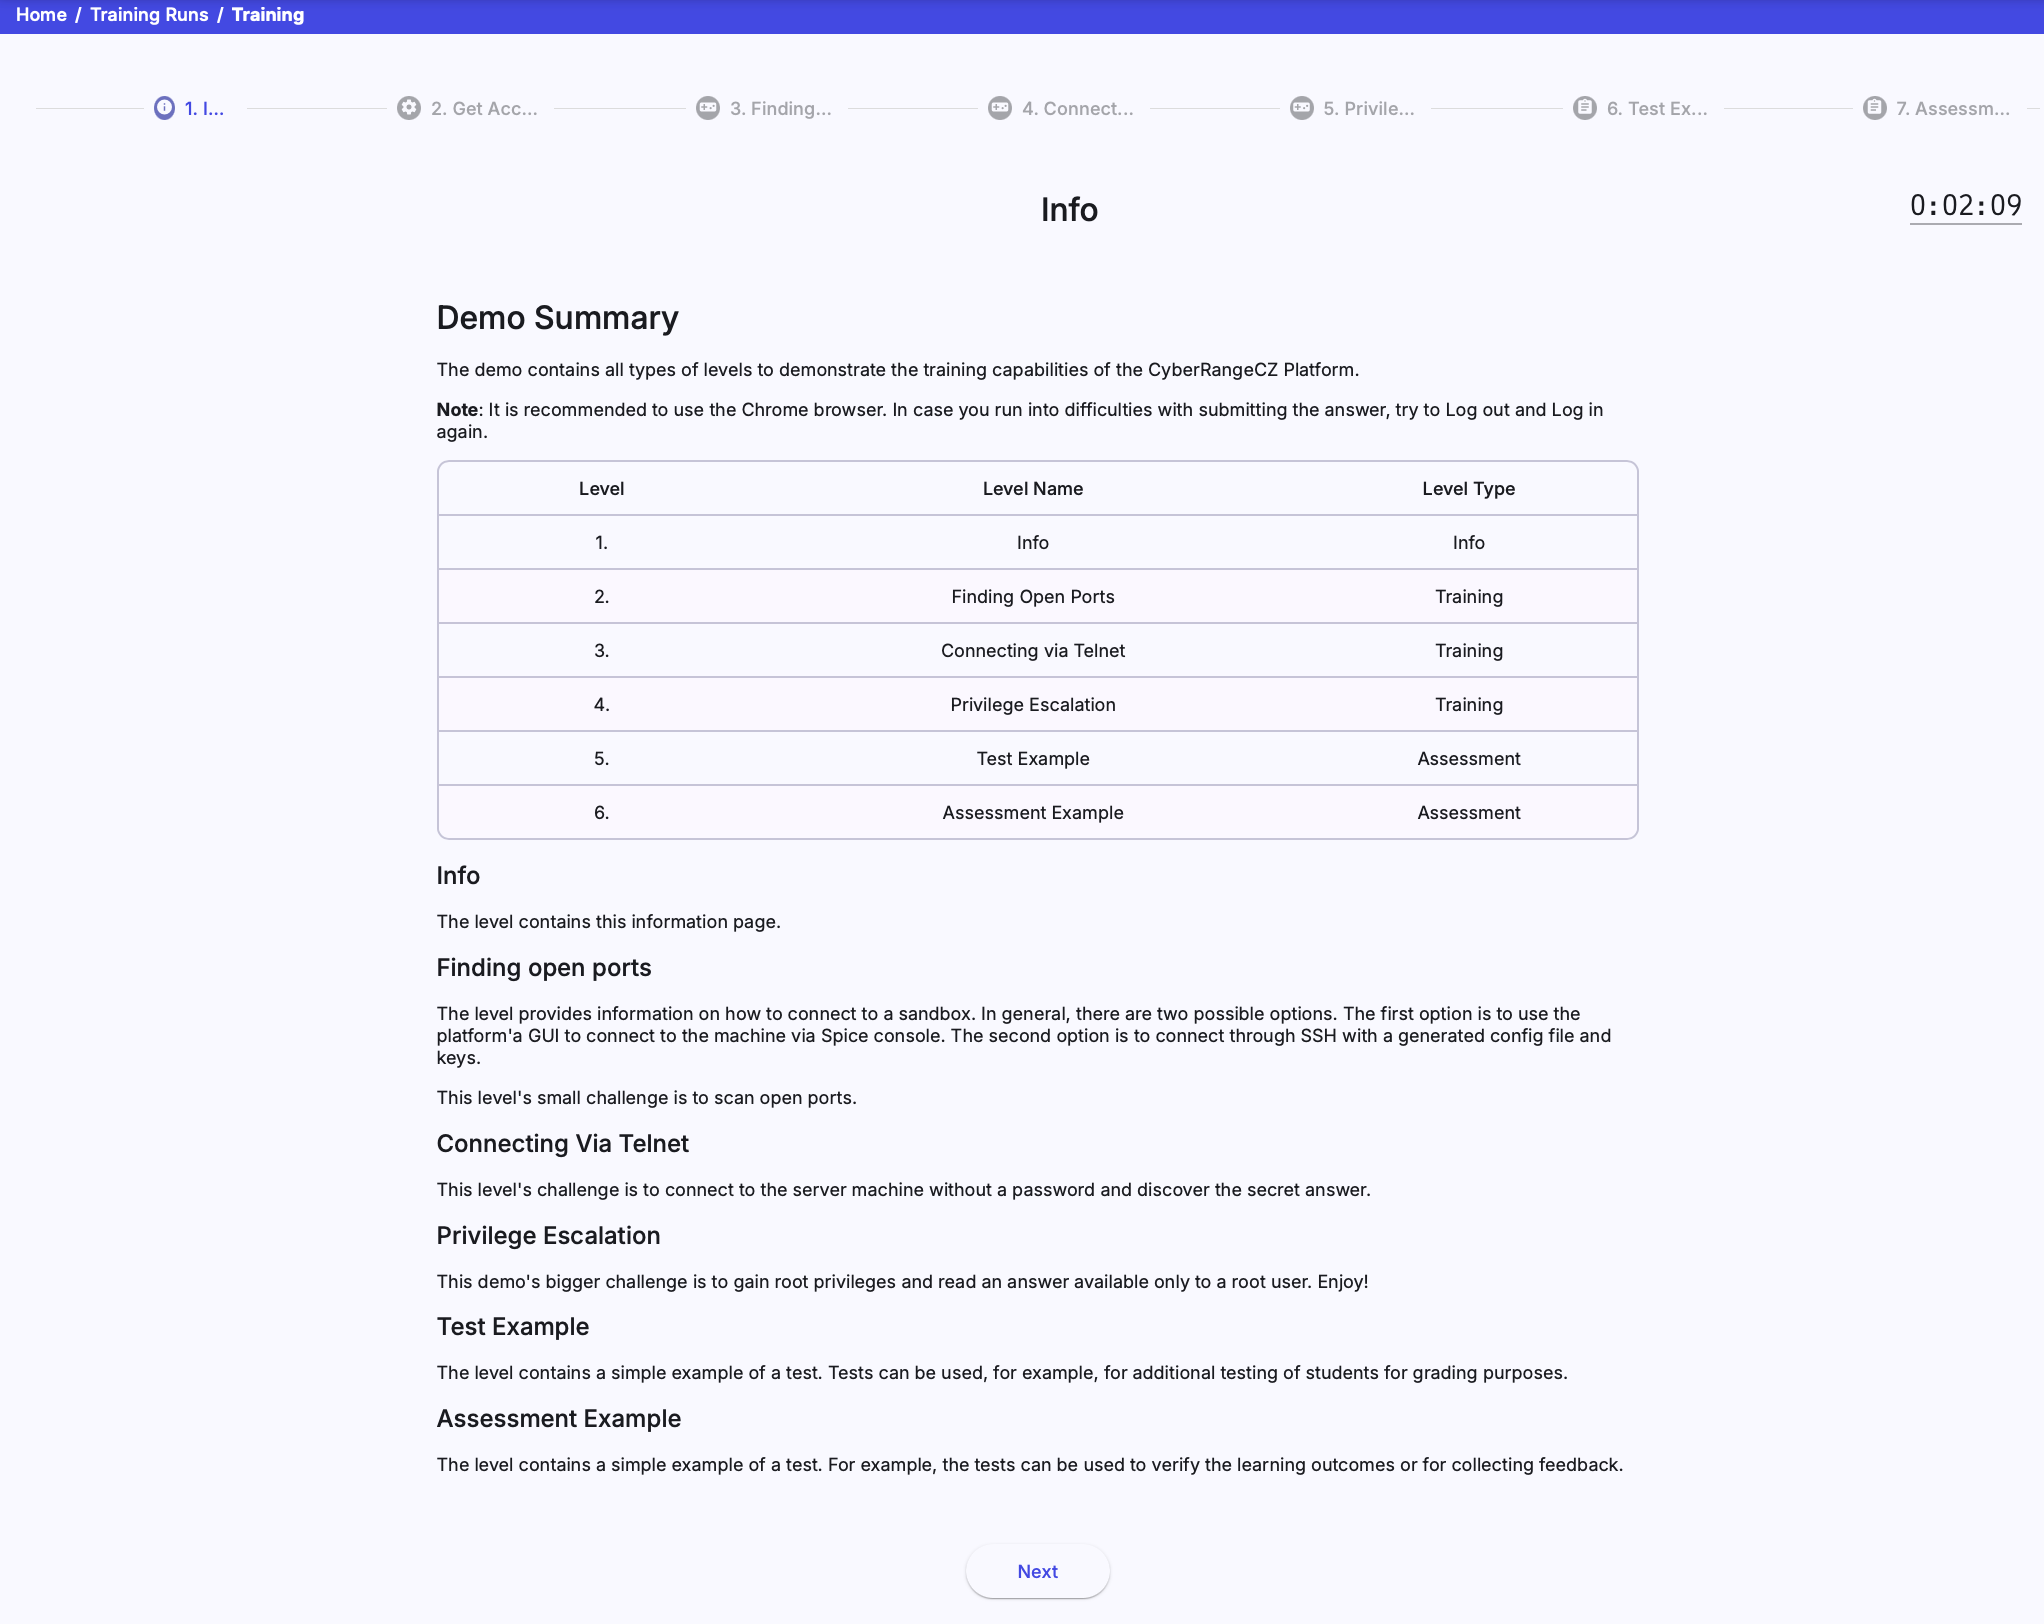 Home / Training Runs / Training
1. I...
2. Get Acc...
3. Finding...
4. Connect...
5. Privile...
6. Test Ex...
7. Assessm...
Info
0:02:09
Demo Summary
The demo contains all types of levels to demonstrate the training capabilities of the CyberRangeCZ Platform.
Note: It is recommended to use the Chrome browser. In case you run into difficulties with submitting the answer, try to Log out and Log in
again.
Level Level Name Level Type
1. Info Info
2. Finding Open Ports Training
3. Connecting via Telnet Training
4. Privilege Escalation Training
5. Test Example Assessment
6. Assessment Example Assessment
Info
The level contains this information page.
Finding open ports
The level provides information on how to connect to a sandbox. In general, there are two possible options. The first option is to use the
platform'a GUI to connect to the machine via Spice console. The second option is to connect through SSH with a generated config file and
keys.
This level's small challenge is to scan open ports.
Connecting Via Telnet
This level's challenge is to connect to the server machine without a password and discover the secret answer.
Privilege Escalation
This demo's bigger challenge is to gain root privileges and read an answer available only to a root user. Enjoy!
Test Example
The level contains a simple example of a test. Tests can be used, for example, for additional testing of students for grading purposes.
Assessment Example
The level contains a simple example of a test. For example, the tests can be used to verify the learning outcomes or for collecting feedback.
Next